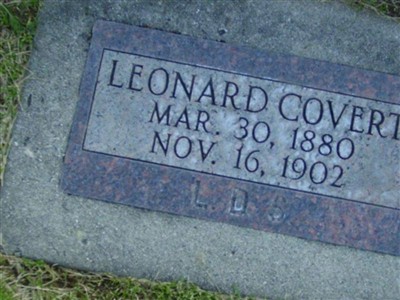 LEONARD COVERT
MAR. 30, 1880
NOV. 16, 1902
L D S